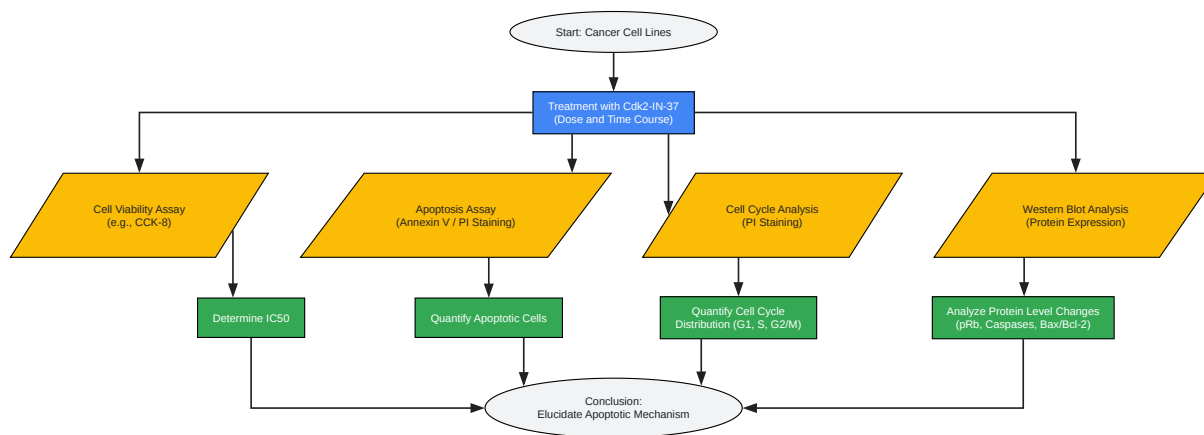 Start: Cancer Cell Lines
Treatment with Cdk2-IN-37
(Dose and Time Course)
Cell Viability Assay
(e.g., CCK-8)
Apoptosis Assay
(Annexin V / PI Staining)
Cell Cycle Analysis
(PI Staining)
Western Blot Analysis
(Protein Expression)
Determine IC50
Quantify Apoptotic Cells
Quantify Cell Cycle
Distribution (G1, S, G2/M)
Analyze Protein Level Changes
(pRb, Caspases, Bax/Bcl-2)
Conclusion:
Elucidate Apoptotic Mechanism